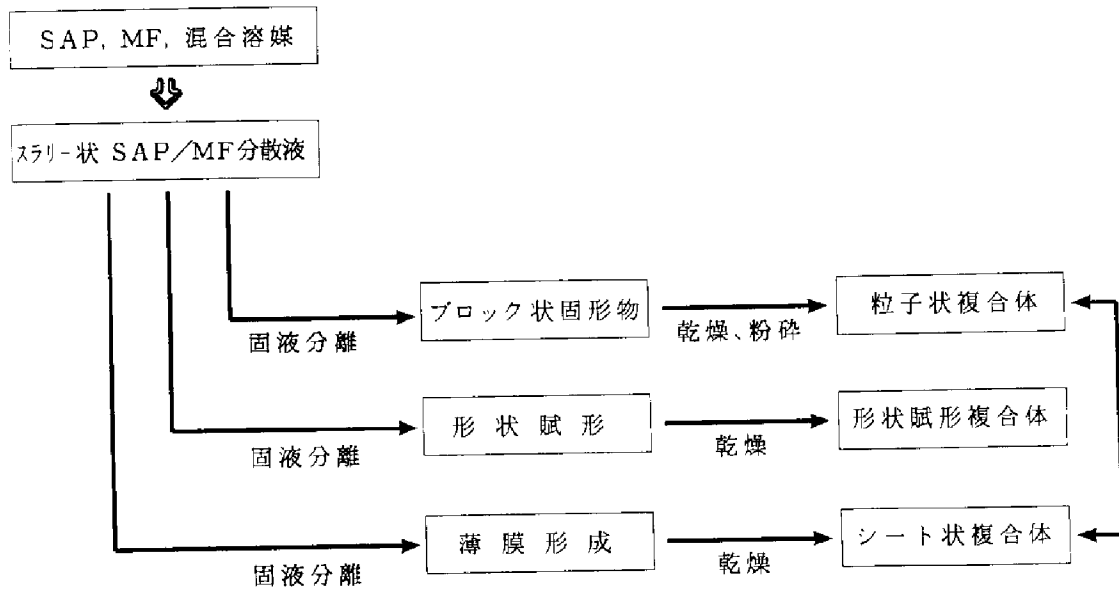 SAP, MF, 混合溶媒
スラリー状 SAP／MF分散液
ブロック状固形物
粒子状複合体
固液分離
乾燥、粉砕
形状賦形
形状賦形複合体
固液分離
乾燥
薄膜形成
シート状複合体
固液分離
乾燥